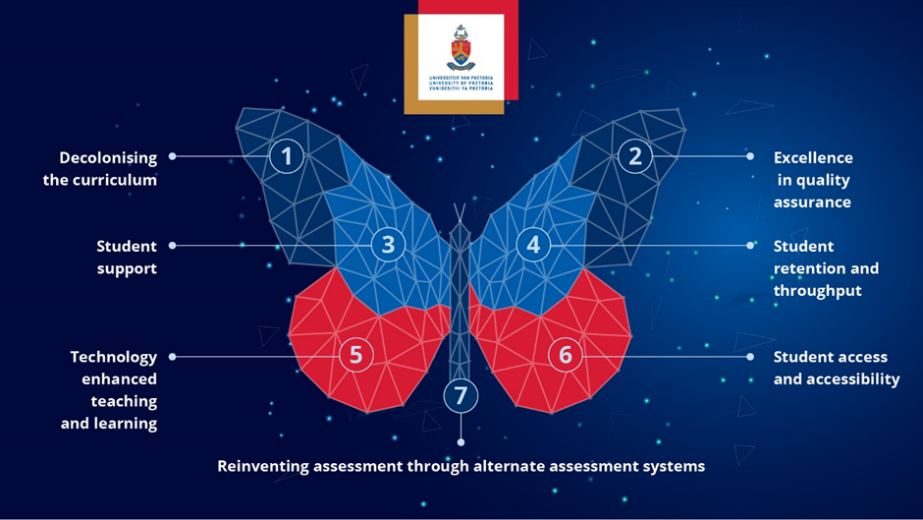 UNIVERSITEIT VAN PRETORIA
UNIVERSITY OF PRETORIA
YUNIBESITHI YA PRETORIA
1
2
Decolonising
the curriculum
Excellence
in quality
assurance
3
4
Student
support
Student
retention and
throughput
5
6
Technology
enhanced
teaching
and learning
Student access
and accessibility
7
Reinventing assessment through alternate assessment systems